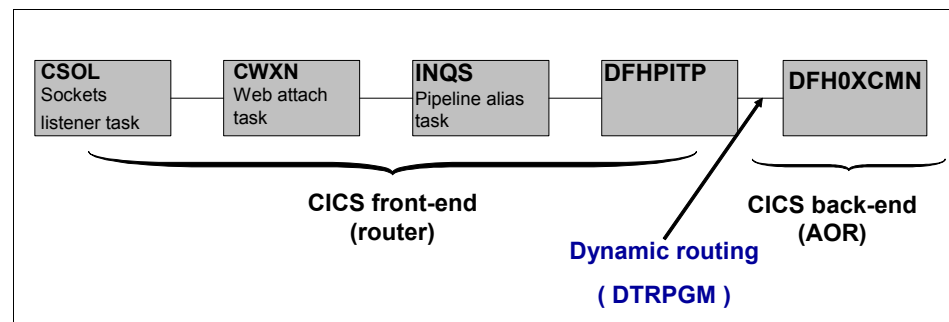 CSOL
Sockets
listener task
CWXN
Web attach
task
INQS
Pipeline alias
task
DFHPITP
DFH0XCMN
CICS front-end
(router)
CICS back-end
(AOR)
Dynamic routing
( DTRPGM )